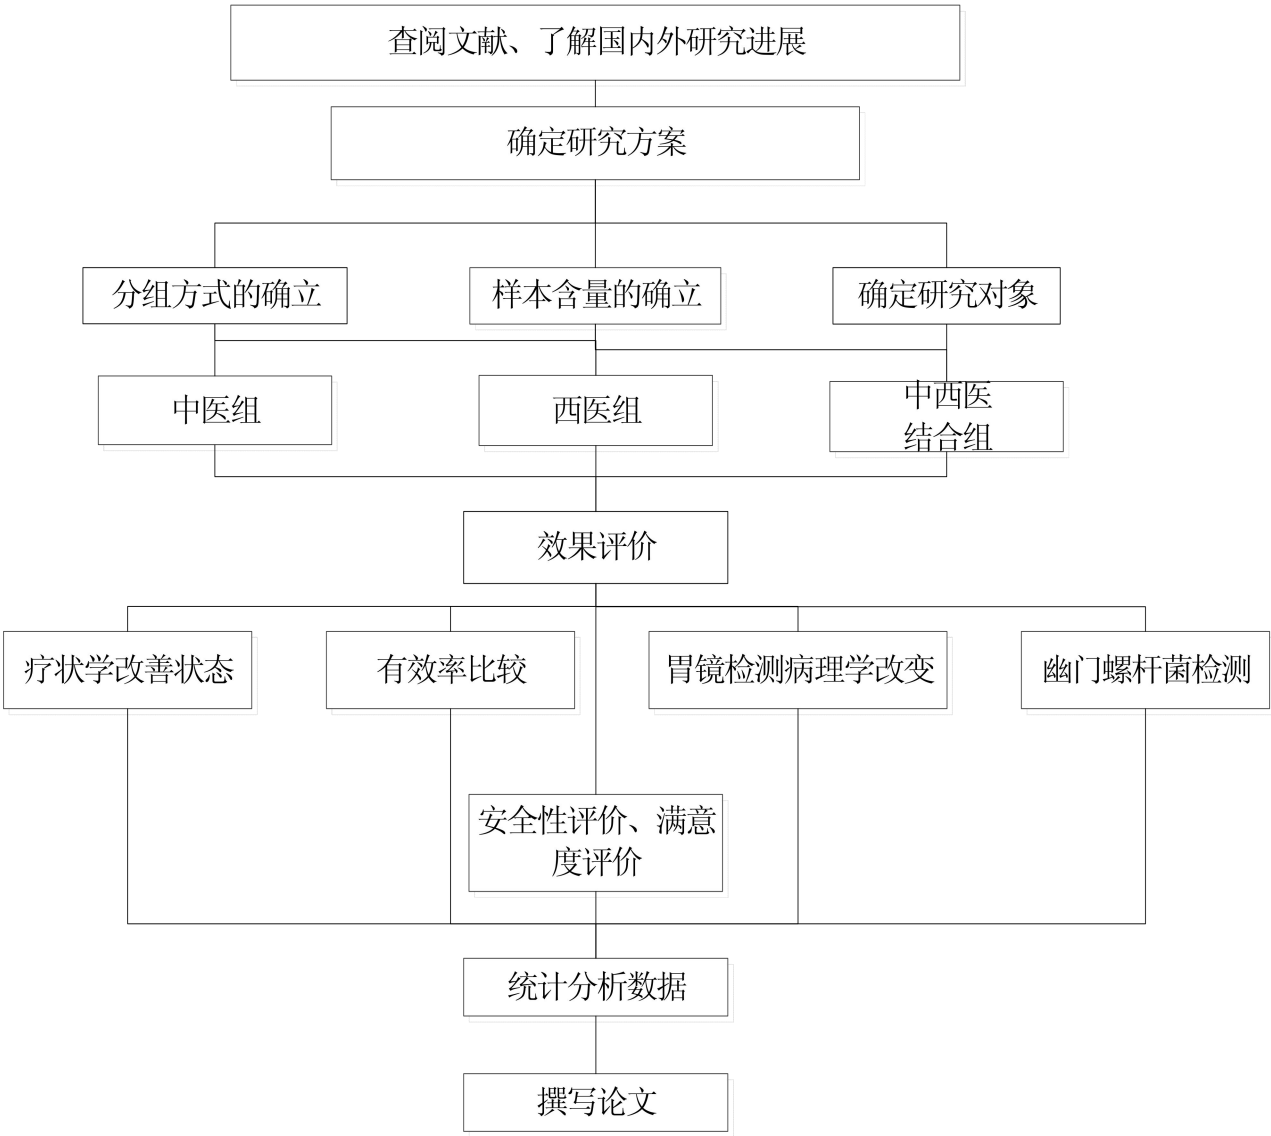 查阅文献、了解国内外研究进展
确定研究方案
分组方式的确立
样本含量的确立
确定研究对象
中医组
西医组
中西医
结合组
效果评价
疗状学改善状态
有效率比较
胃镜检测病理学改变
幽门螺杆菌检测
安全性评价、满意
度评价
统计分析数据
撰写论文